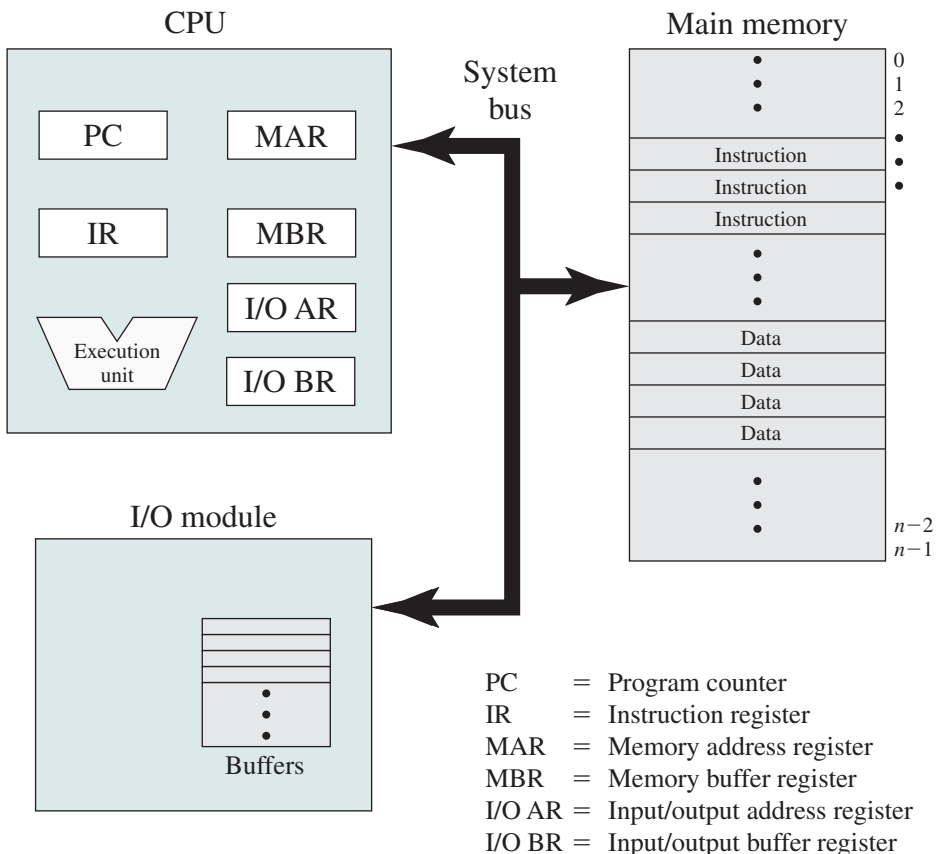 CPU
PC
MAR
IR
MBR
I/O AR
Execution
unit
I/O BR
System
bus
Main memory
0
1
2
Instruction
Instruction
Instruction
Data
Data
Data
Data
n−2
n−1
I/O module
Buffers
PC = Program counter
IR = Instruction register
MAR = Memory address register
MBR = Memory buffer register
I/O AR = Input/output address register
I/O BR = Input/output buffer register